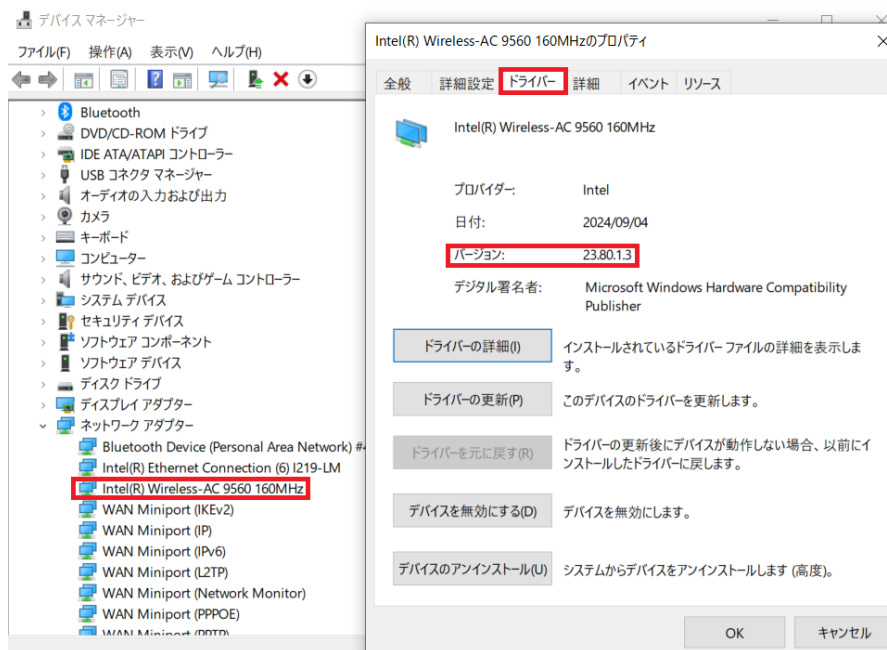 デバイス マネージャー
ファイル(F) 操作(A) 表示(V) ヘルプ(H)
Bluetooth
DVD/CD-ROM ドライブ
IDE ATA/ATAPI コントローラー
USB コネクタ マネージャー
オーディオの入力および出力
カメラ
キーボード
コンピューター
サウンド、ビデオ、およびゲーム コントローラー
システム デバイス
セキュリティ デバイス
ソフトウェア コンポーネント
ソフトウェア デバイス
ディスク ドライブ
ディスプレイ アダプター
ネットワーク アダプター
Bluetooth Device (Personal Area Network) #4
Intel(R) Ethernet Connection (6) I219-LM
Intel(R) Wireless-AC 9560 160MHz
WAN Miniport (IKEv2)
WAN Miniport (IP)
WAN Miniport (IPv6)
WAN Miniport (L2TP)
WAN Miniport (Network Monitor)
WAN Miniport (PPPOE)
WAN Miniport (PPTP)
Intel(R) Wireless-AC 9560 160MHzのプロパティ
全般 詳細設定 ドライバー 詳細 イベント リソース
Intel(R) Wireless-AC 9560 160MHz
プロバイダー: Intel
日付: 2024/09/04
バージョン: 23.80.1.3
デジタル署名者: Microsoft Windows Hardware Compatibility
Publisher
ドライバーの詳細(I) インストールされているドライバー ファイルの詳細を表示しま
す。
ドライバーの更新(P) このデバイスのドライバーを更新します。
ドライバーを元に戻す(R) ドライバーの更新後にデバイスが動作しない場合、以前にイ
ンストールしたドライバーに戻します。
デバイスを無効にする(D) デバイスを無効にします。
デバイスのアンインストール(U) システムからデバイスをアンインストールします (高度)。
OK キャンセル